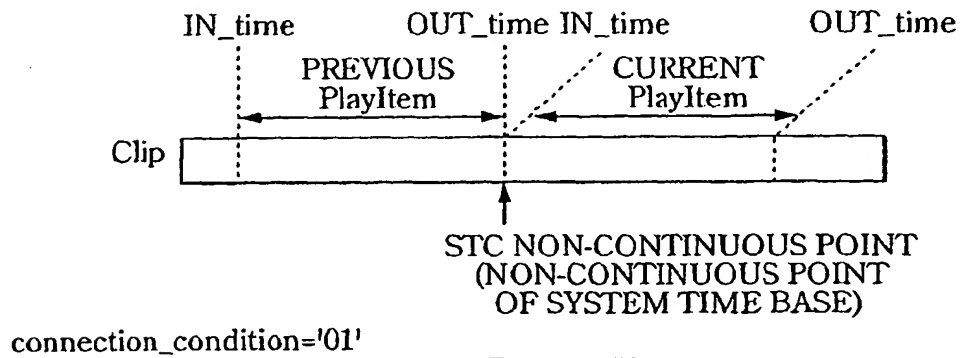 IN_time OUT_time IN_time OUT_time
PREVIOUS PlayItem CURRENT PlayItem
Clip
STC NON-CONTINUOUS POINT
(NON-CONTINUOUS POINT
OF SYSTEM TIME BASE)
connection_condition='01'